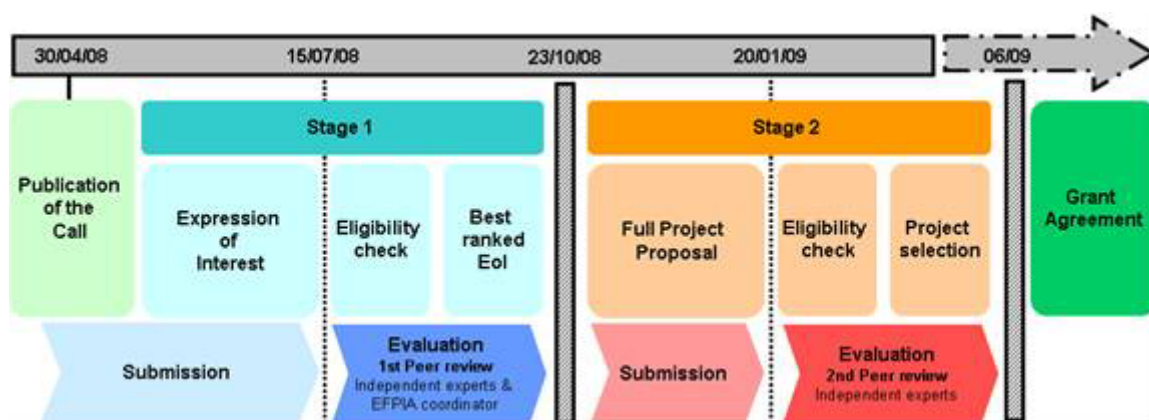 30/04/08 15/07/08 23/10/08 20/01/09 06/09
Stage 1
Stage 2
Publication
of the
Call
Expression
of
Interest
Eligibility
check
Best
ranked
EoI
Full Project
Proposal
Eligibility
check
Project
selection
Grant
Agreement
Submission
Evaluation
1st Peer review
Independent experts &
EFPIA coordinator
Submission
Evaluation
2nd Peer review
Independent experts